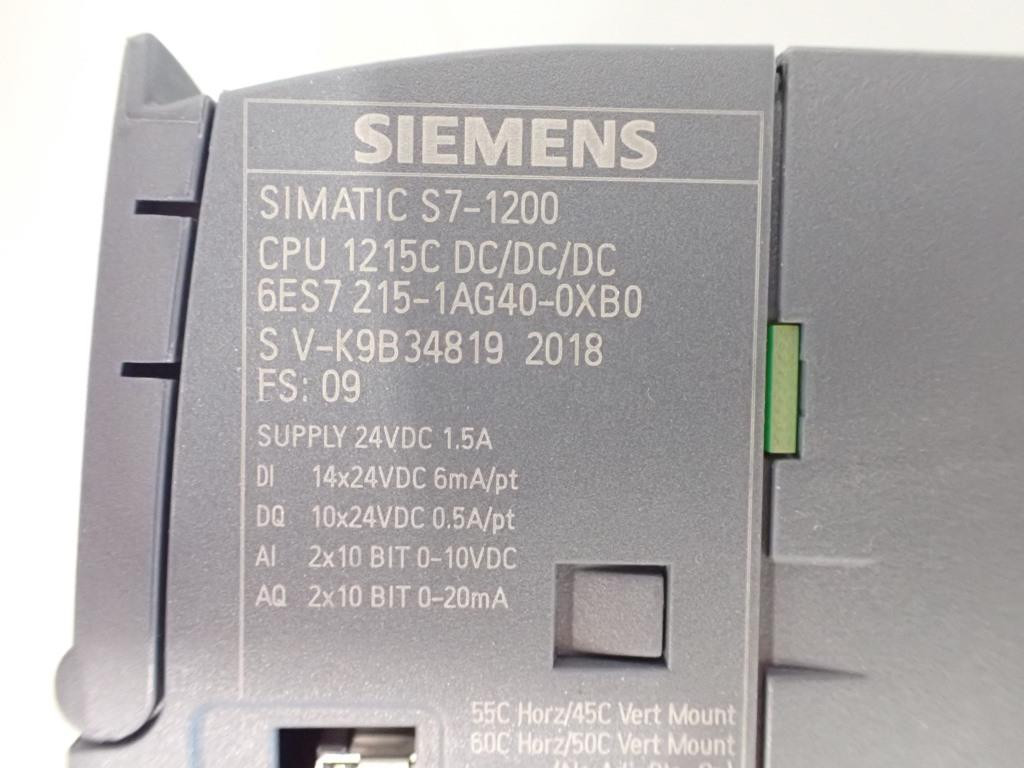 SIEMENS
SIMATIC S7-1200
CPU 1215C DC/DC/DC
6ES7 215-1AG40-0XB0
S V-K9B34819 2018
FS: 09
SUPPLY 24VDC 1.5A
DI 14x24VDC 6mA/pt
DQ 10x24VDC 0.5A/pt
AI 2x10 BIT 0-10VDC
AQ 2x10 BIT 0-20mA
55C Horz/45C Vert Mount
60C Horz/50C Vert Mount